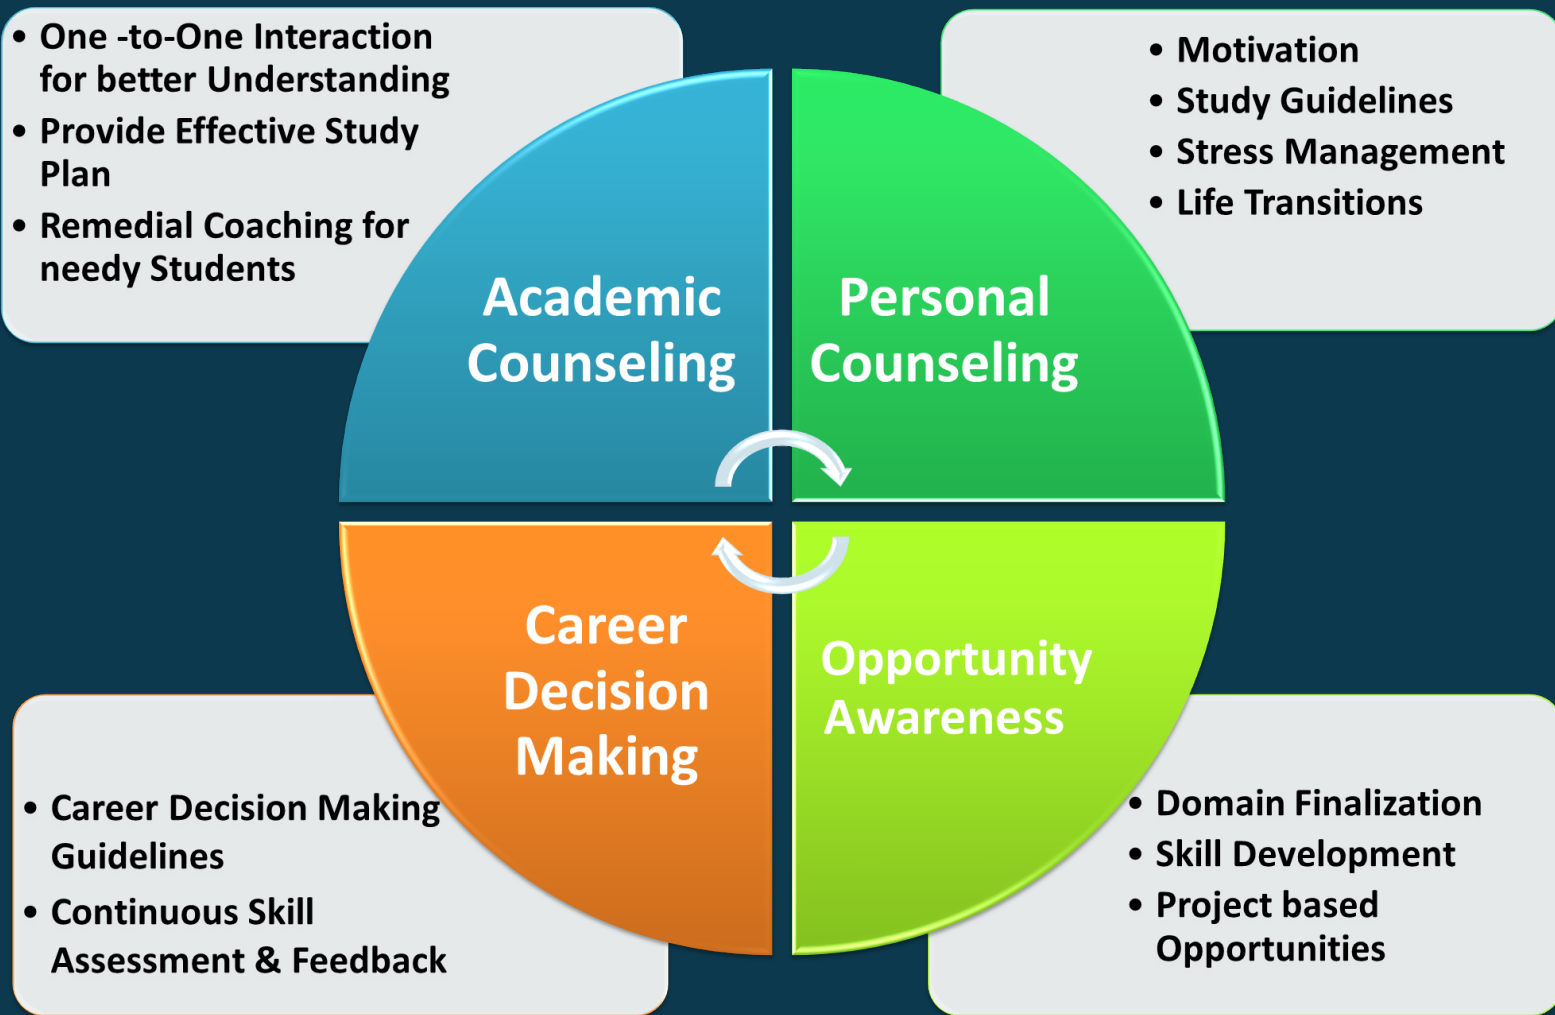 • One -to-One Interaction
for better Understanding
• Provide Effective Study
Plan
• Remedial Coaching for
needy Students
Academic
Counseling
• Motivation
• Study Guidelines
• Stress Management
• Life Transitions
Personal
Counseling
Career
Decision
Making
• Career Decision Making
Guidelines
• Continuous Skill
Assessment & Feedback
Opportunity
Awareness
• Domain Finalization
• Skill Development
• Project based
Opportunities